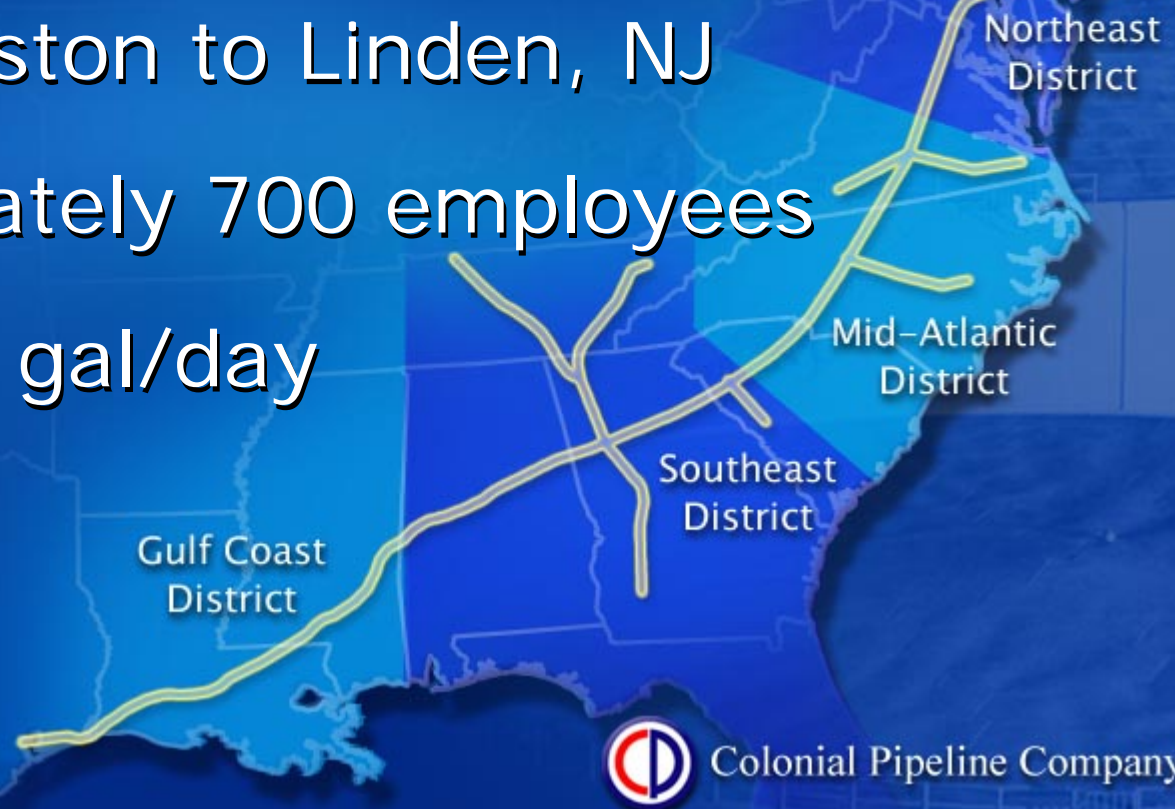 ston to Linden, NJ
ately 700 employees
gal/day
Northeast
District
Mid-Atlantic
District
Southeast
District
Gulf Coast
District
Colonial Pipeline Company